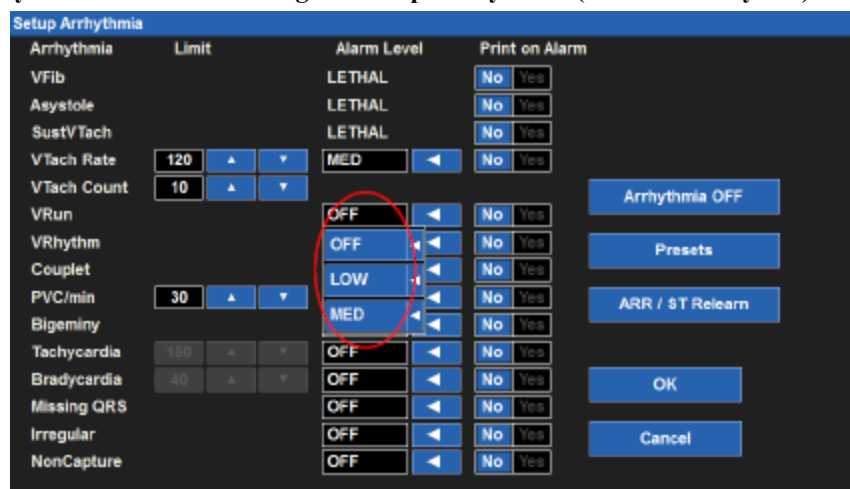 Setup Arrhythmia
Arrhythmia Limit Alarm Level Print on Alarm
VFib LETHAL No Yes
Asystole LETHAL No Yes
SustVTach LETHAL No Yes
VTach Rate 120 MED No Yes
VTach Count 10
Arrhythmia OFF
VRun OFF No Yes
VRhythm OFF No Yes
Presets
Couplet LOW No Yes
PVC/min 30 No Yes
ARR / ST Relearn
Bigeminy MED No Yes
Tachycardia 150 OFF No Yes
Bradycardia 40 OFF No Yes
OK
Missing QRS OFF No Yes
Irregular OFF No Yes
Cancel
NonCapture OFF No Yes